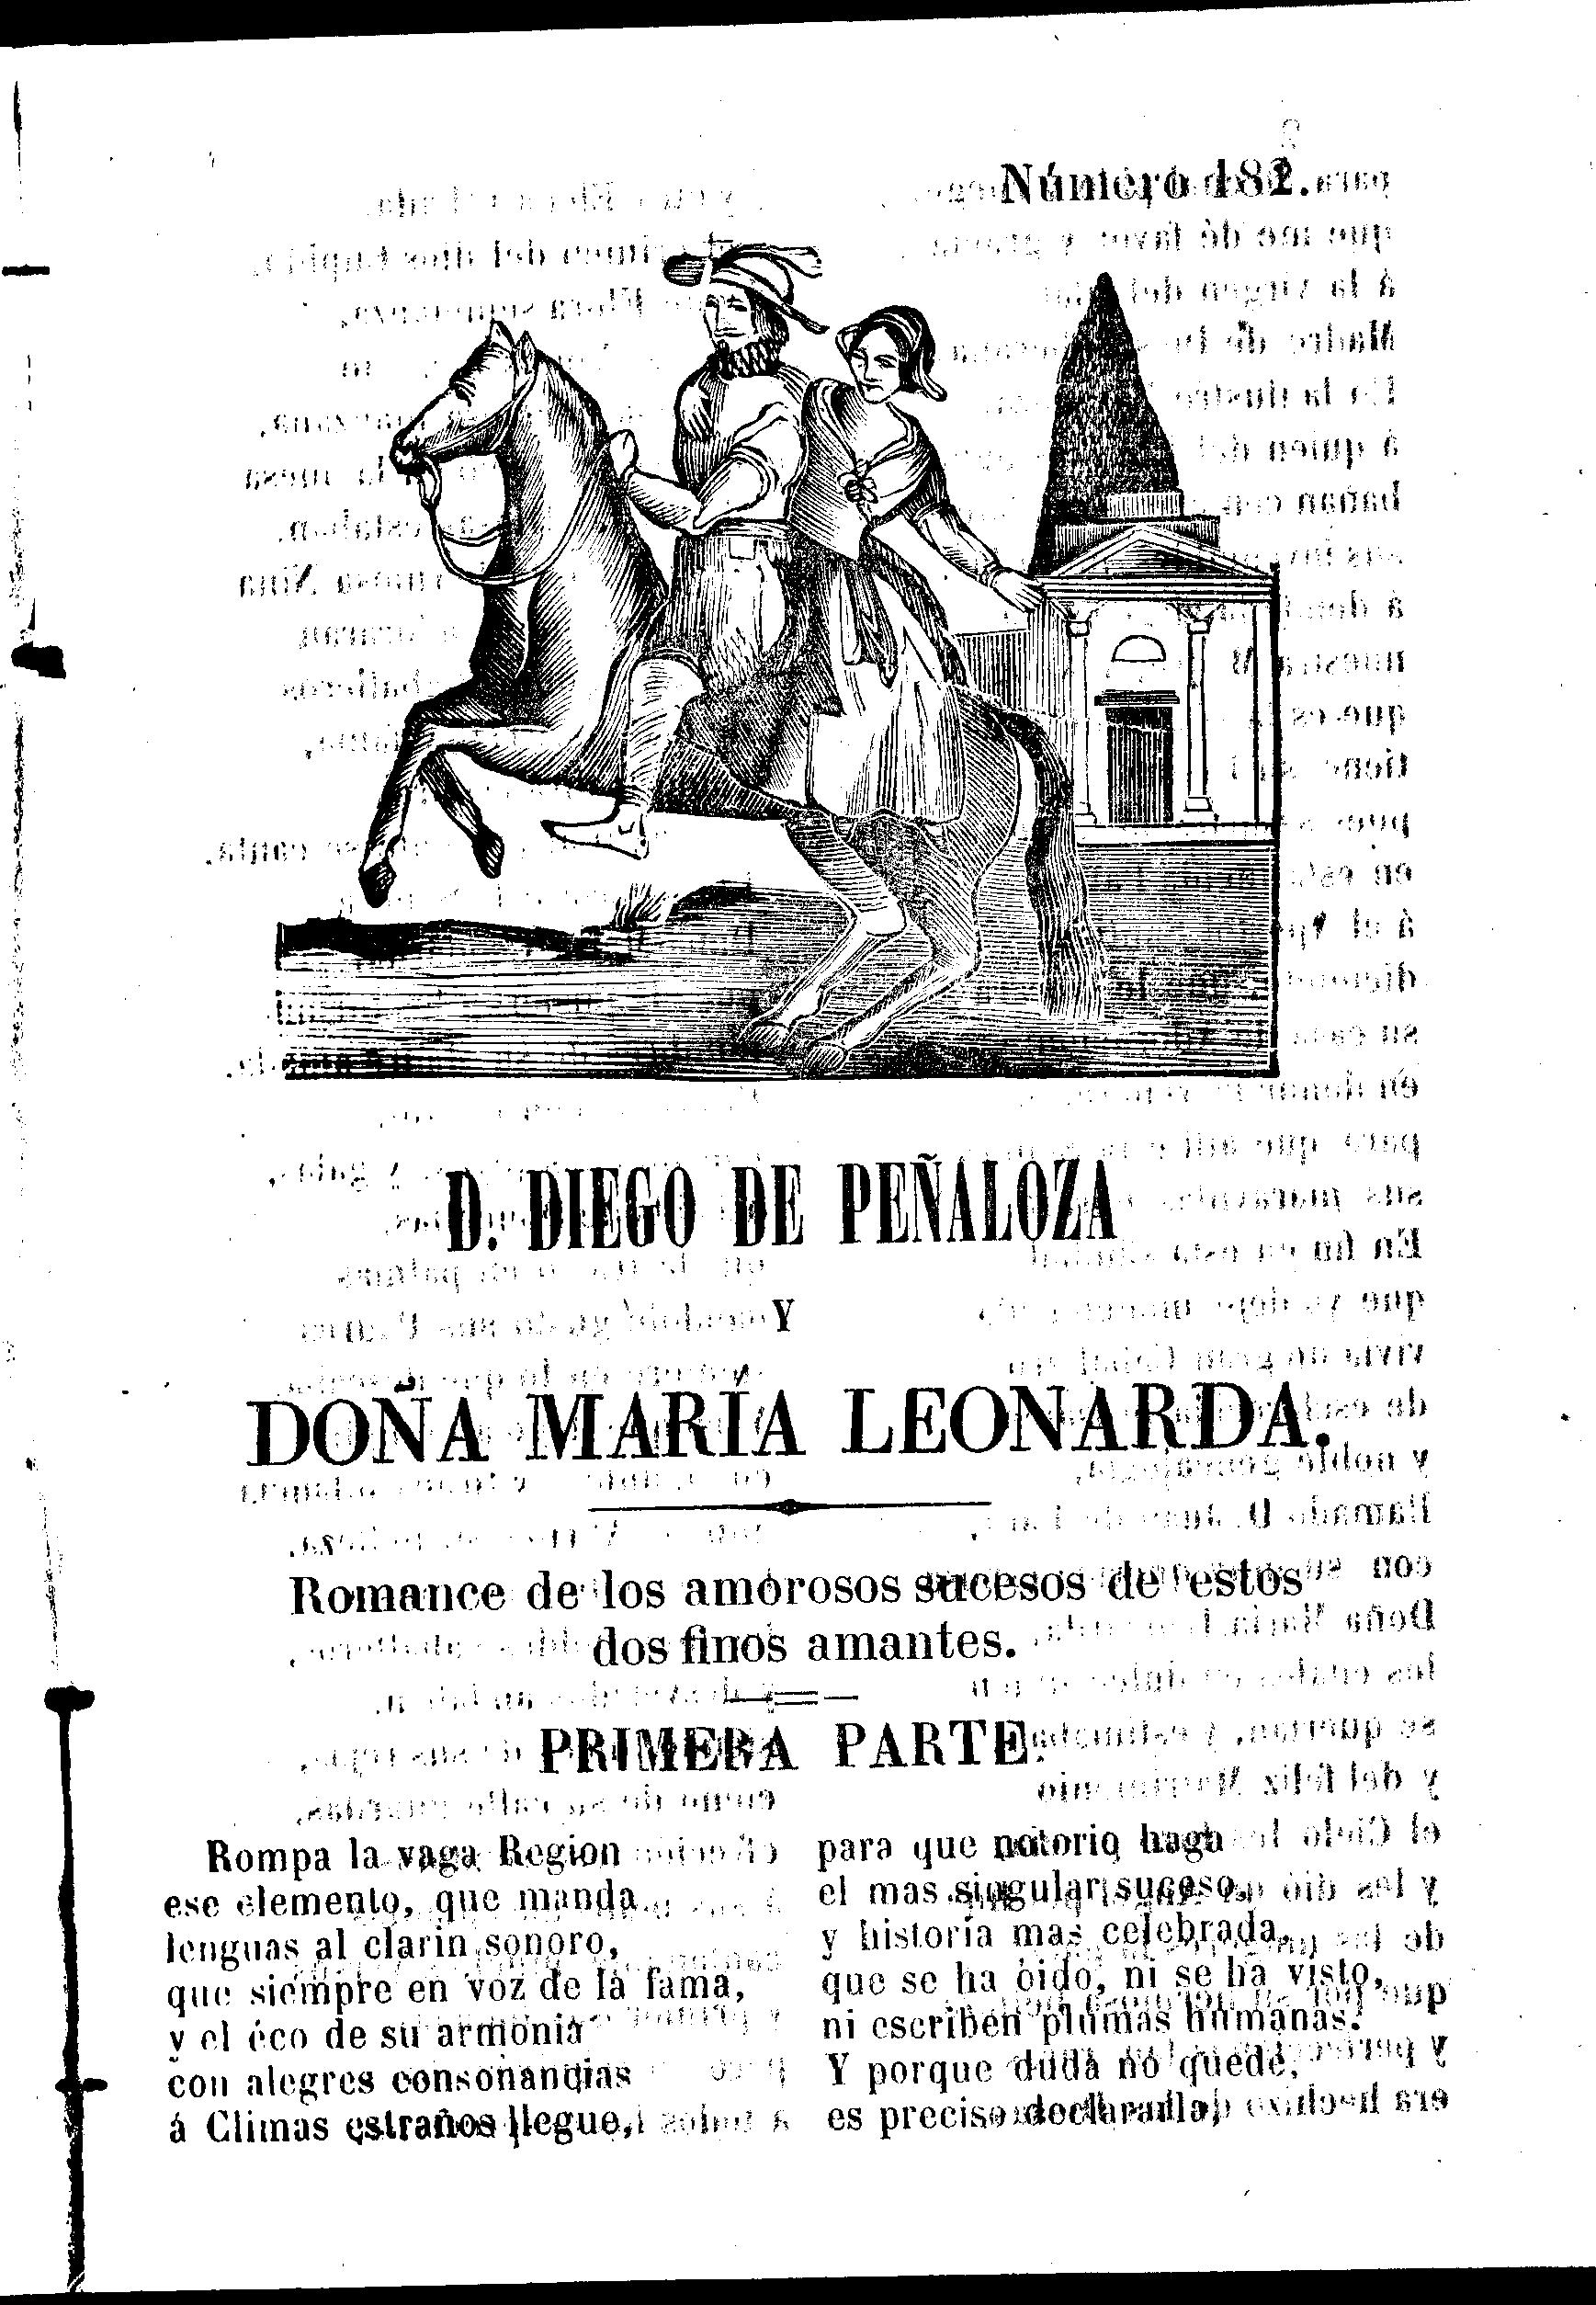 Número 182.
D. DIEGO DE PEÑALOZA
Y
DOÑA MARÍA LEONARDA.
Romance de los amorosos sucesos de estos
dos finos amantes.
PRIMERA PARTE.
Rompa la vaga Region
ese elemento, que manda
lenguas al clarin sonoro,
que siempre en voz de la fama,
y el éco de su armonia
con alegres consonancias
á Climas estraños llegue,
para que notorio haga
el mas singular suceso,
y historia mas celebrada,
que se ha oido, ni se ha visto,
ni escriben plumas humanas.
Y porque duda no quede,
es preciso declararla,